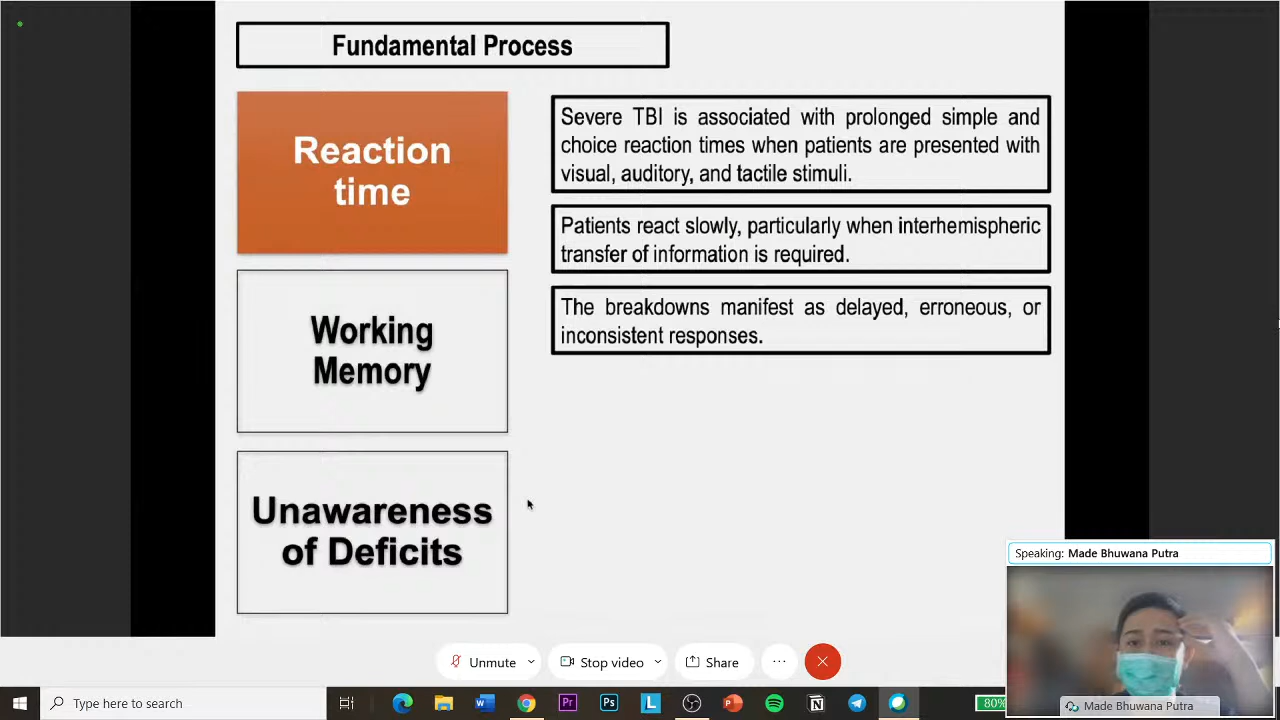 Fundamental Process
Reaction
time
Severe TBI is associated with prolonged simple and
choice reaction times when patients are presented with
visual, auditory, and tactile stimuli.
Patients react slowly, particularly when interhemispheric
transfer of information is required.
The breakdowns manifest as delayed, erroneous, or
inconsistent responses.
Working
Memory
Unawareness
of Deficits
Speaking: Made Bhuwana Putra
Made Bhuwana Putra
Unmute
Stop video
Share
Type here to search
Pr
Ps
L
80%